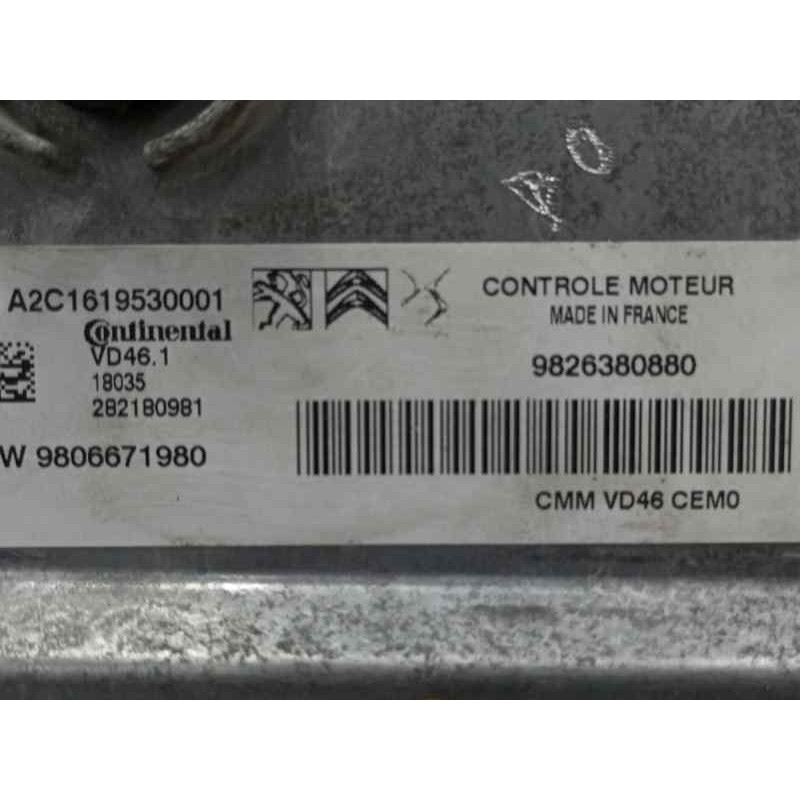 A2C1619530001
Continental
VD46.1
18035
282180981
W 9806671980
CONTROLE MOTEUR
MADE IN FRANCE
9826380880
CMM VD46 CEM0